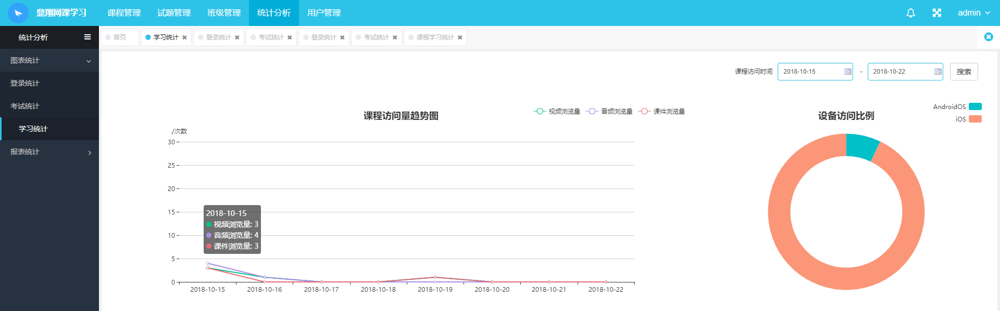 鼎翔网课学习 课程管理 试题管理 班级管理 统计分析 用户管理 admin
统计分析
首页 学习统计 登录统计 考试统计 登录统计 考试统计 课程学习统计
图表统计
登录统计
考试统计
学习统计
报表统计
课程访问时间 2018-10-15 - 2018-10-22 搜索
课程访问量趋势图
视频浏览量 音频浏览量 课件浏览量
/次数
30
25
20
15
10
5
0
2018-10-15
视频浏览量: 3
音频浏览量: 4
课件浏览量: 3
2018-10-15 2018-10-16 2018-10-17 2018-10-18 2018-10-19 2018-10-20 2018-10-21 2018-10-22
设备访问比例
AndroidOS
iOS